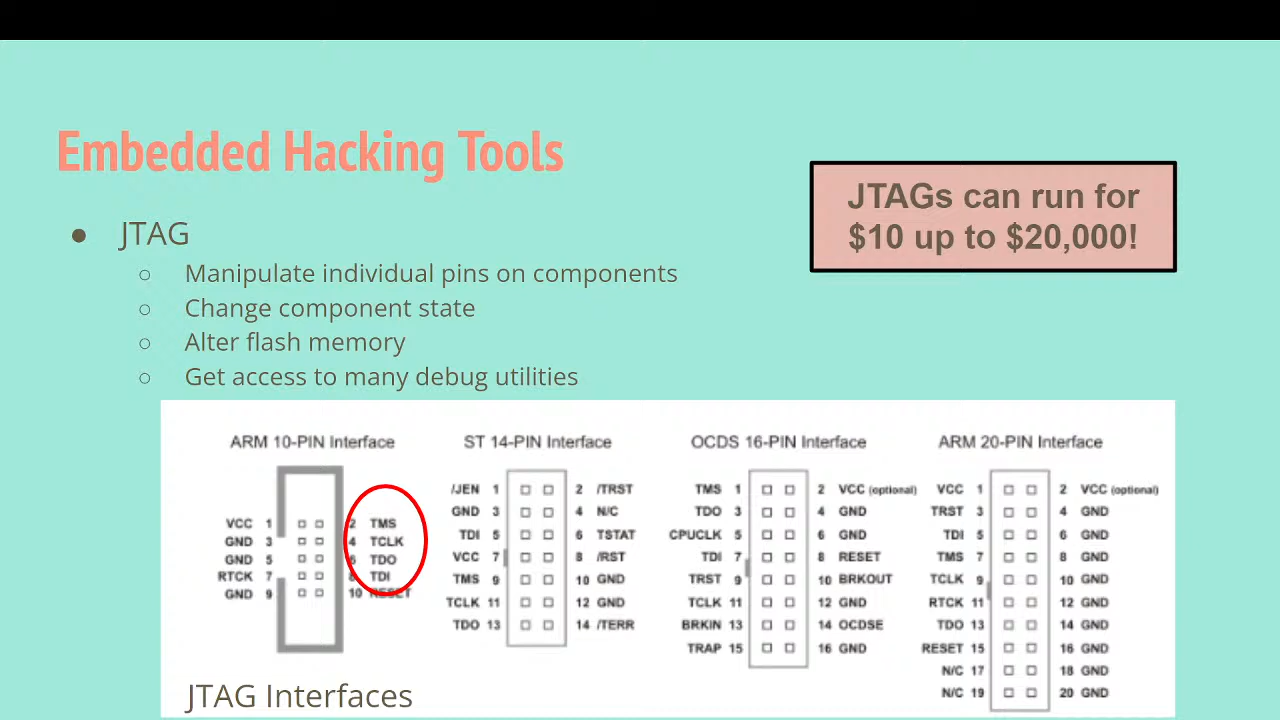 Embedded Hacking Tools
JTAGs can run for
$10 up to $20,000!
● JTAG
○ Manipulate individual pins on components
○ Change component state
○ Alter flash memory
○ Get access to many debug utilities
ARM 10-PIN Interface
VCC 1 2 TMS
GND 3 4 TCLK
GND 5 6 TDO
RTCK 7 8 TDI
GND 9 10 RESET
ST 14-PIN Interface
/JEN 1 2 /TRST
GND 3 4 N/C
TDI 5 6 TSTAT
VCC 7 8 /RST
TMS 9 10 GND
TCLK 11 12 GND
TDO 13 14 /TERR
OCDS 16-PIN Interface
TMS 1 2 VCC (optional)
TDO 3 4 GND
CPUCLK 5 6 GND
TDI 7 8 RESET
TRST 9 10 BRKOUT
TCLK 11 12 GND
BRKIN 13 14 OCDSE
TRAP 15 16 GND
ARM 20-PIN Interface
VCC 1 2 VCC (optional)
TRST 3 4 GND
TDI 5 6 GND
TMS 7 8 GND
TCLK 9 10 GND
RTCK 11 12 GND
TDO 13 14 GND
RESET 15 16 GND
N/C 17 18 GND
N/C 19 20 GND
JTAG Interfaces